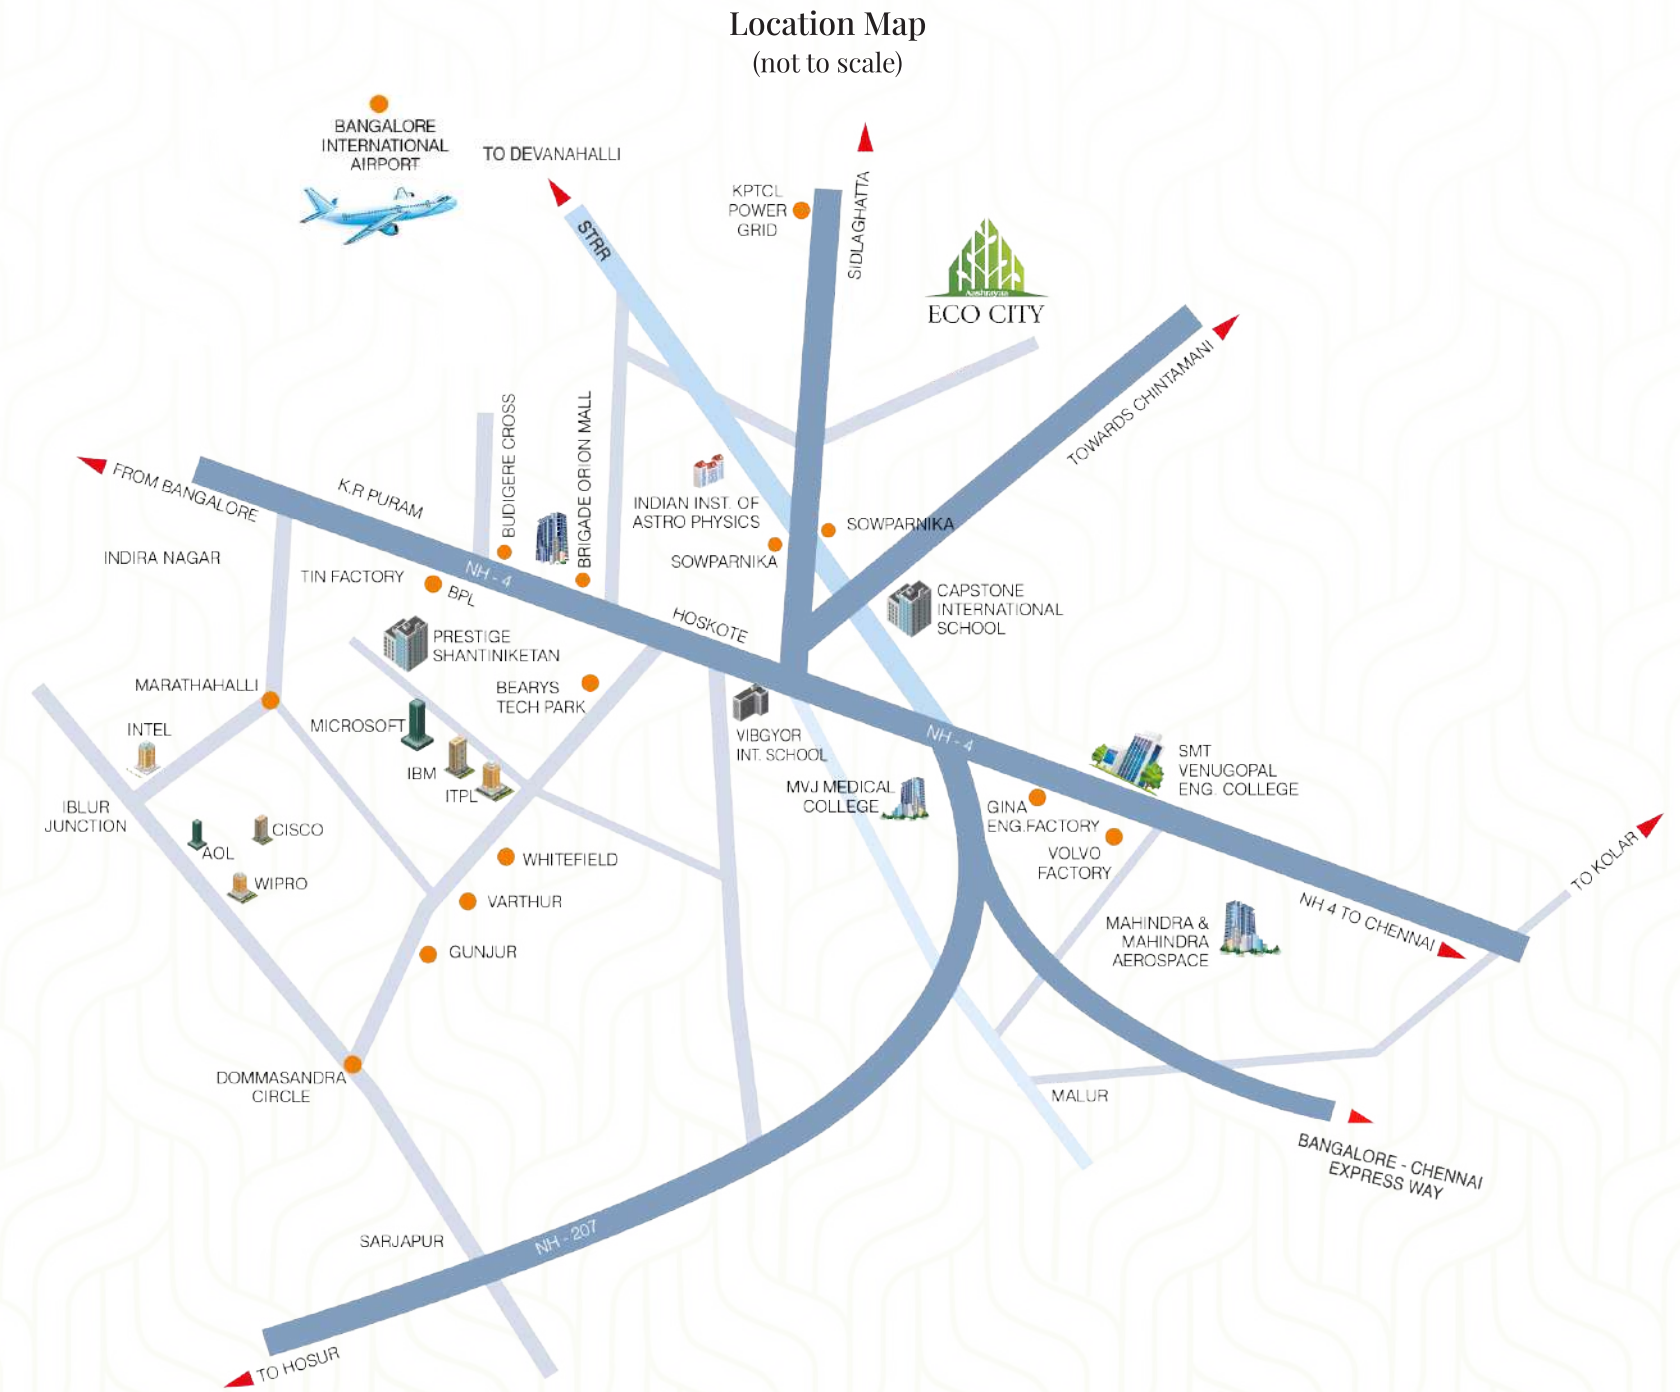 Location Map
(not to scale)
BANGALORE
INTERNATIONAL
AIRPORT
TO DEVANAHALLI
STRR
KPTCL
POWER
GRID
SIDLAGHATTA
Aashrayaa
ECO CITY
TOWARDS CHINTAMANI
FROM BANGALORE
K.R PURAM
BUDIGERE CROSS
BRIGADE ORION MALL
INDIAN INST. OF
ASTRO PHYSICS
SOWPARNIKA
SOWPARNIKA
INDIRA NAGAR
TIN FACTORY
BPL
NH - 4
HOSKOTE
CAPSTONE
INTERNATIONAL
SCHOOL
PRESTIGE
SHANTINIKETAN
MARATHAHALLI
BEARYS
TECH PARK
INTEL
MICROSOFT
IBM
ITPL
VIBGYOR
INT. SCHOOL
NH - 4
SMT
VENUGOPAL
ENG. COLLEGE
MVJ MEDICAL
COLLEGE
GINA
ENG.FACTORY
IBLUR
JUNCTION
CISCO
AOL
WIPRO
WHITEFIELD
VOLVO
FACTORY
TO KOLAR
VARTHUR
GUNJUR
NH 4 TO CHENNAI
MAHINDRA &
MAHINDRA
AEROSPACE
DOMMASANDRA
CIRCLE
MALUR
BANGALORE - CHENNAI
EXPRESS WAY
SARJAPUR
NH - 207
TO HOSUR